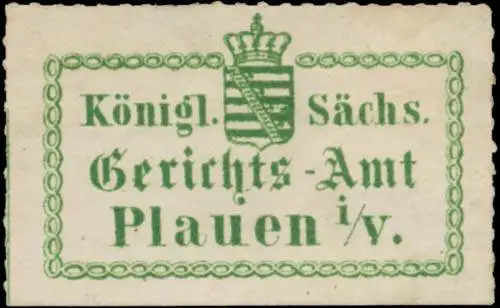 Königl. Sächs.
Gerichts-Amt
Plauen i/V.